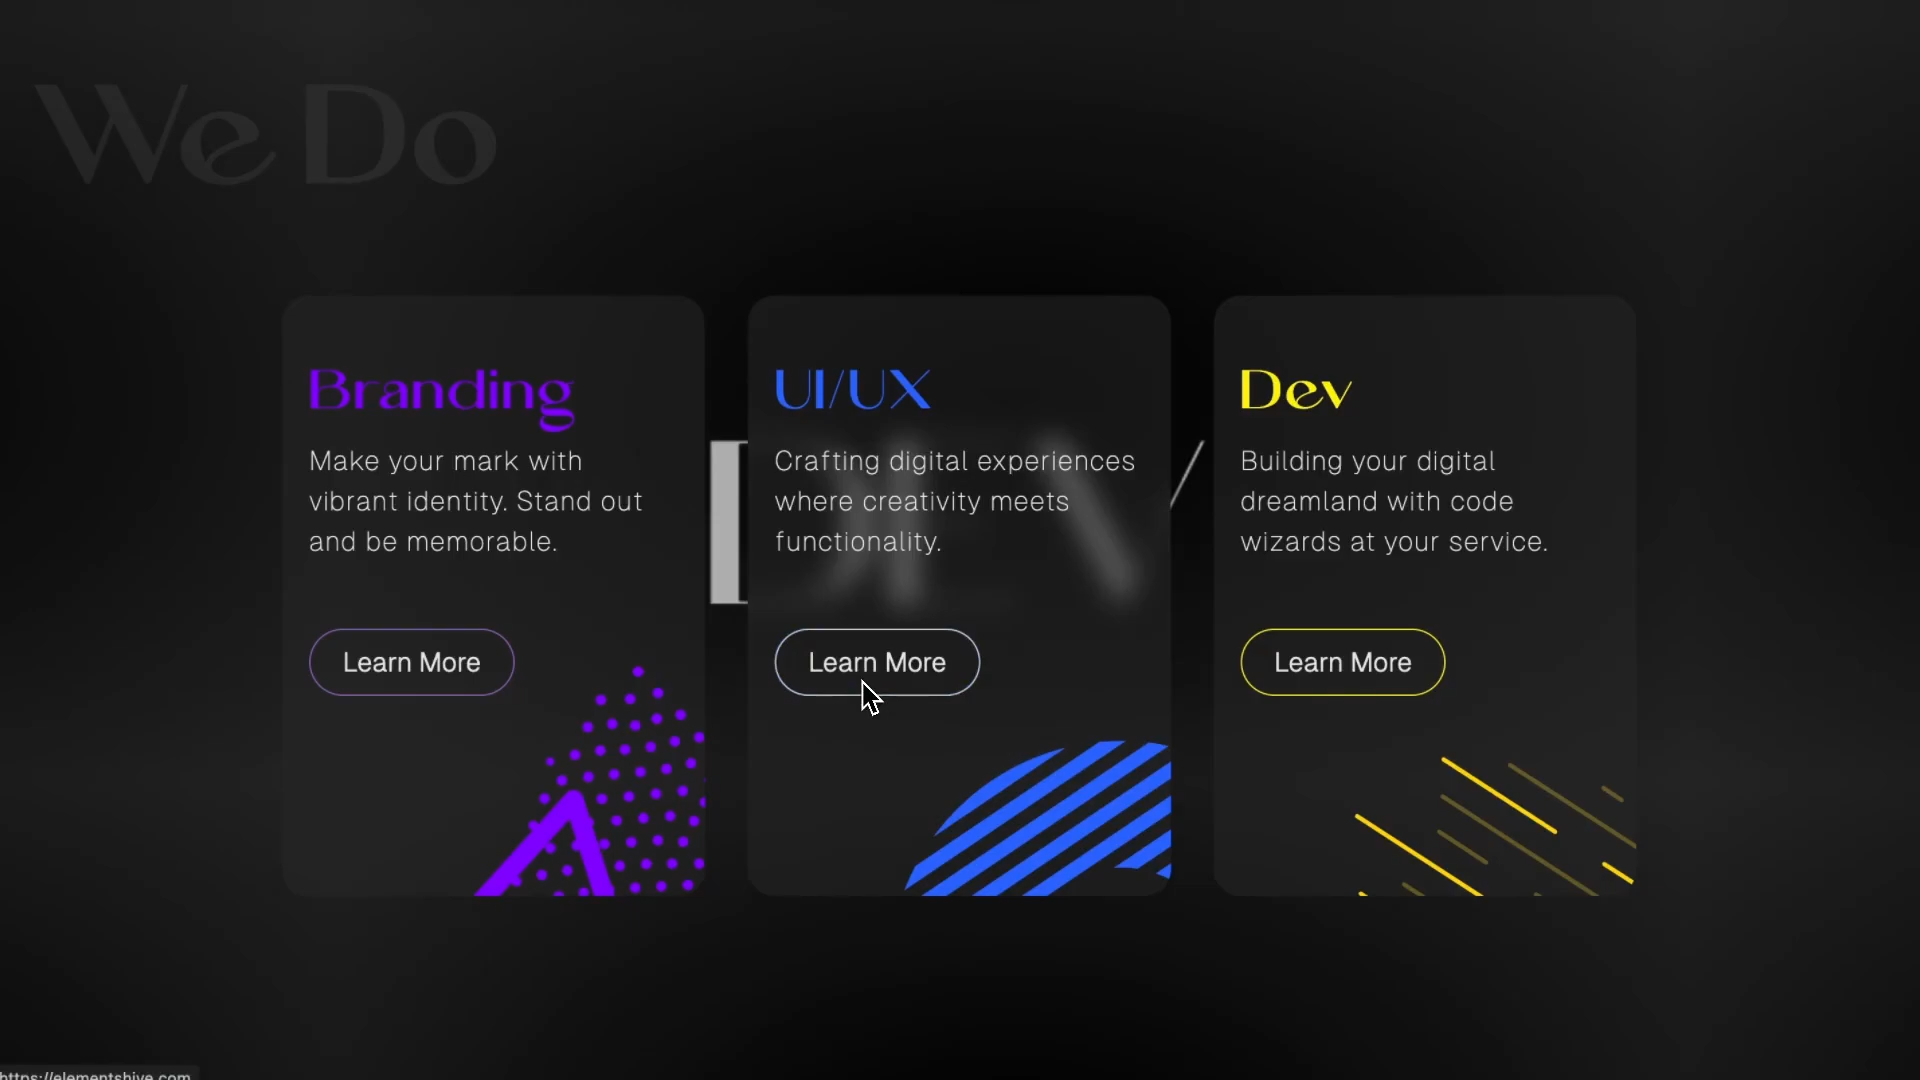 We Do
Branding
Make your mark with
vibrant identity. Stand out
and be memorable.
Learn More
UI/UX
Crafting digital experiences
where creativity meets
functionality.
Learn More
Dev
Building your digital
dreamland with code
wizards at your service.
Learn More
DEV
https://elementshive.com